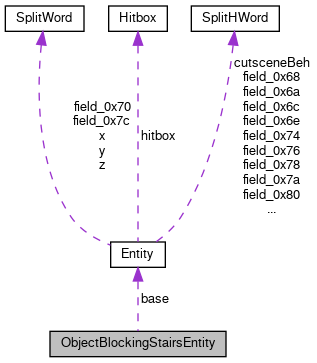 SplitWord
Hitbox
SplitHWord
field_0x70
field_0x7c
x
y
z
hitbox
cutsceneBeh
field_0x68
field_0x6a
field_0x6c
field_0x6e
field_0x74
field_0x76
field_0x78
field_0x7a
field_0x80
...
Entity
base
ObjectBlockingStairsEntity